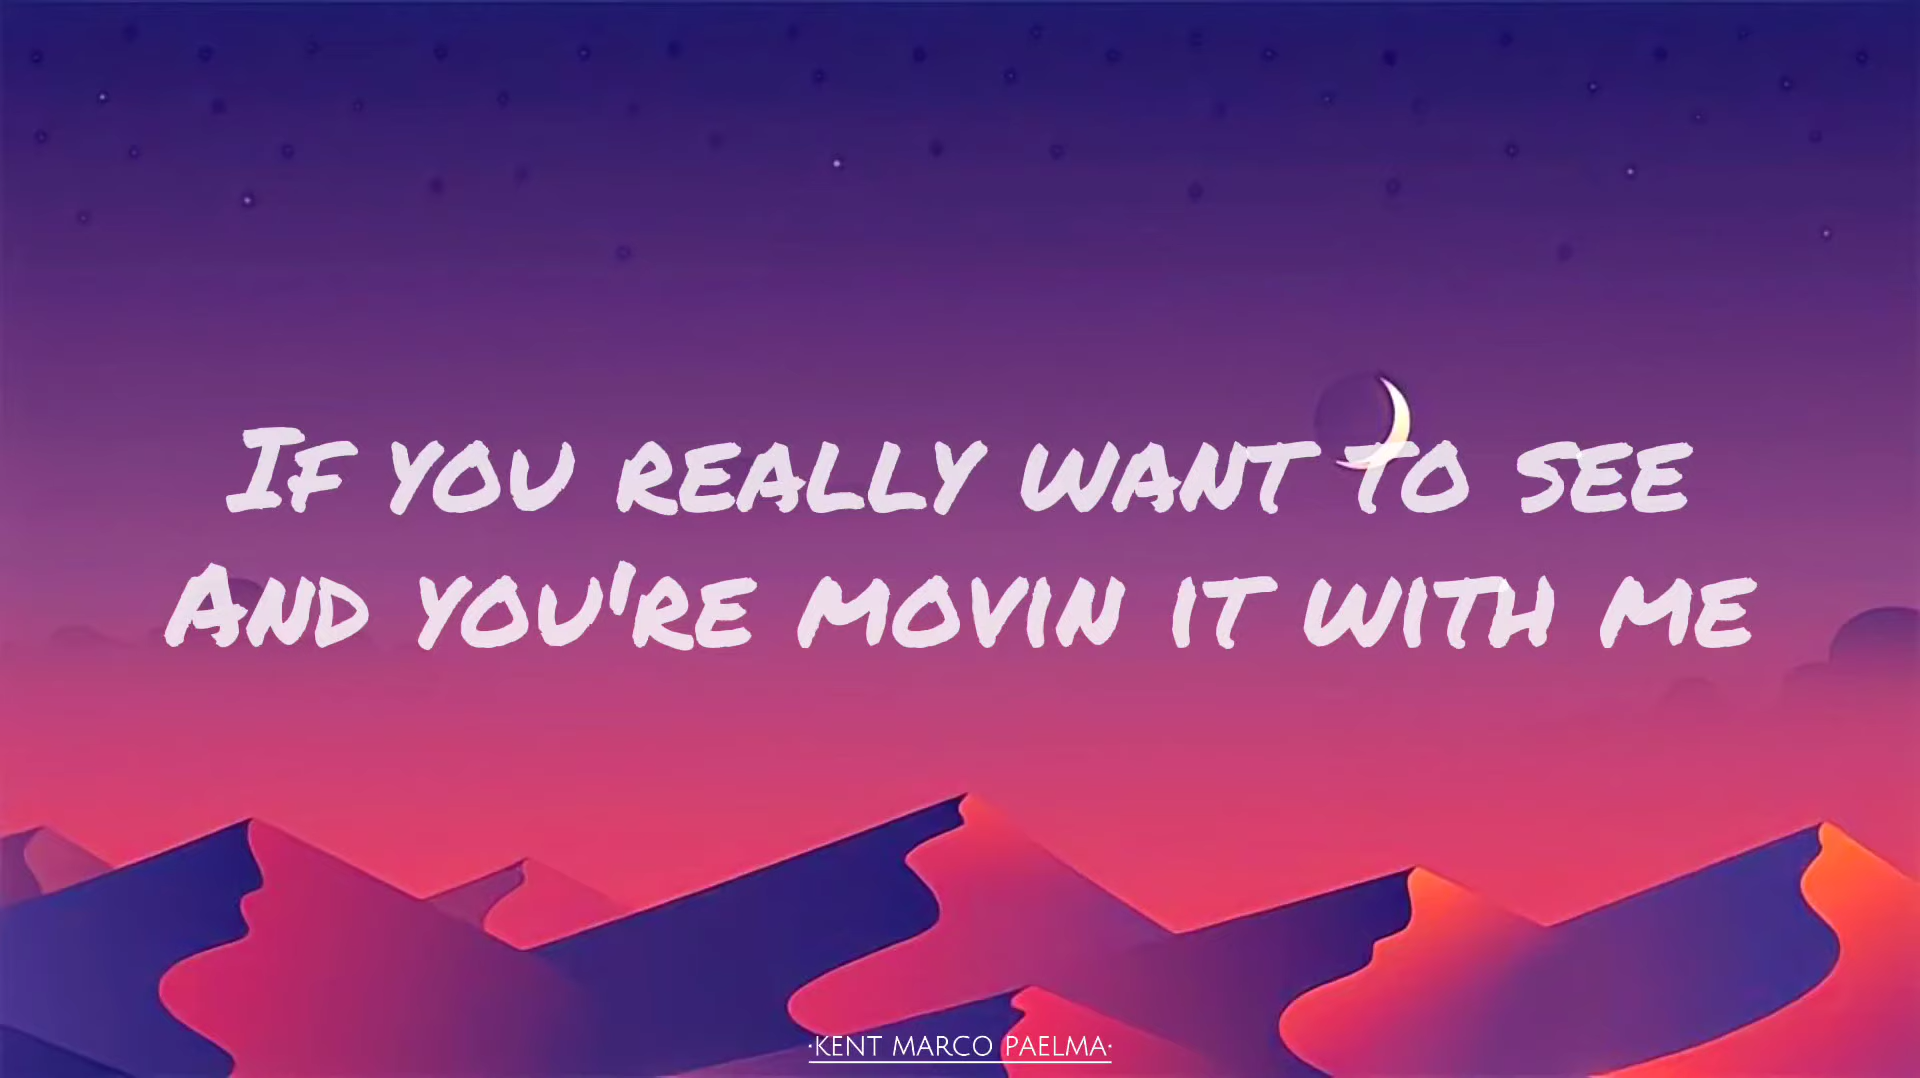 If you really want to see
And you're movin it with me
·KENT MARCO PAELMA·